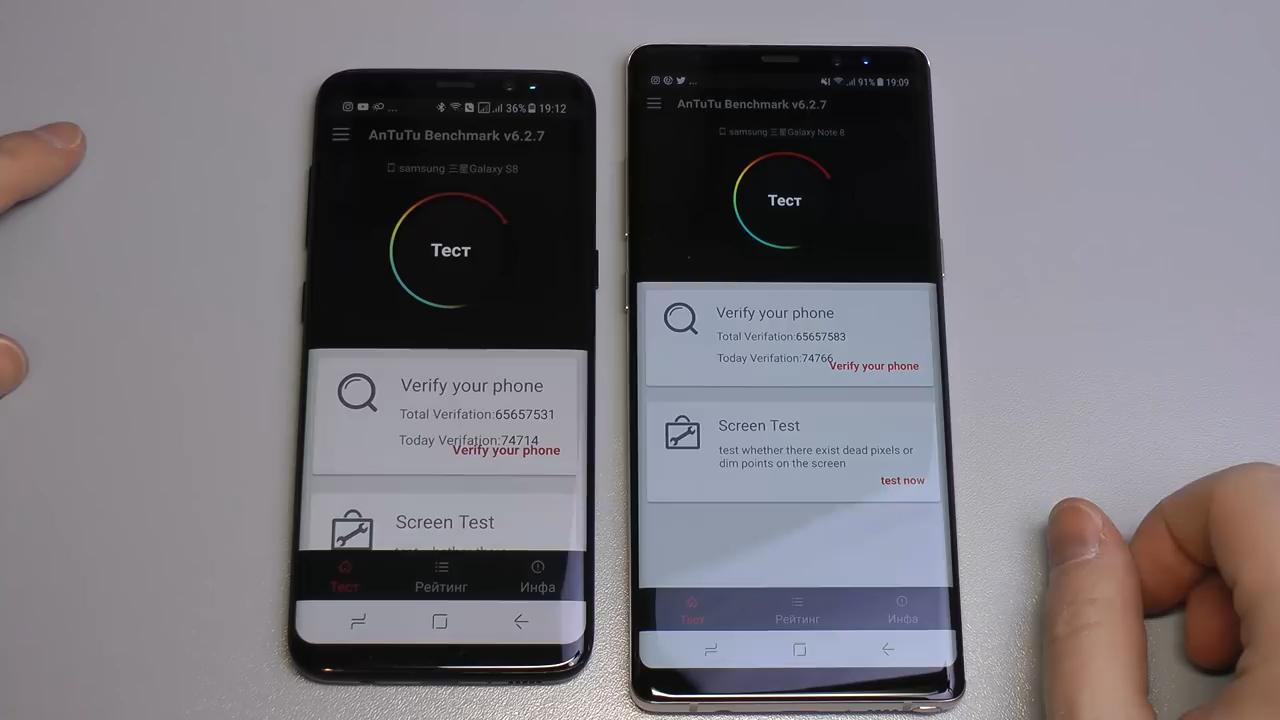 ... 36% 19:12
AnTuTu Benchmark v6.2.7
samsung 三星Galaxy S8
Тест
Verify your phone
Total Verifation:65657531
Today Verifation:74714
Verify your phone
Screen Test
Тест Рейтинг Инфа
... 91% 19:09
AnTuTu Benchmark v6.2.7
samsung 三星Galaxy Note 8
Тест
Verify your phone
Total Verifation:65657583
Today Verifation:74766
Verify your phone
Screen Test
test whether there exist dead pixels or
dim points on the screen
test now
Тест Рейтинг Инфа